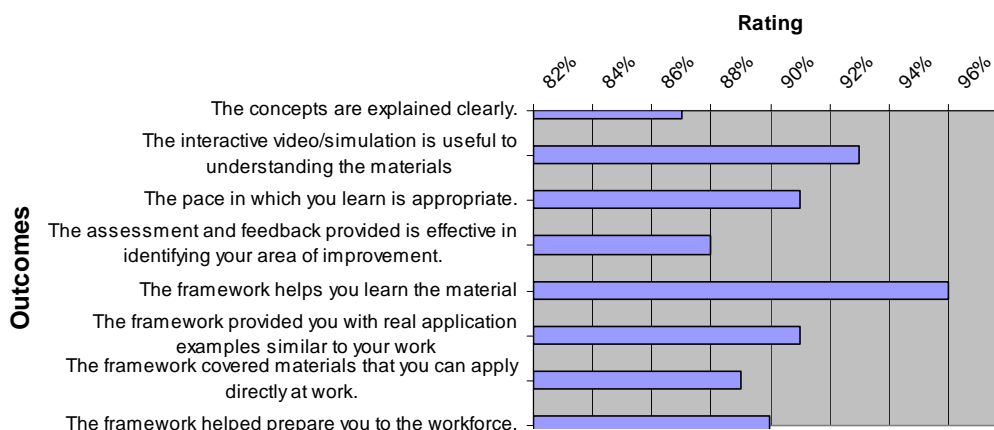 Rating
82%
84%
86%
88%
90%
92%
94%
96%
Outcomes
The concepts are explained clearly.
The interactive video/simulation is useful to
understanding the materials
The pace in which you learn is appropriate.
The assessment and feedback provided is effective in
identifying your area of improvement.
The framework helps you learn the material
The framework provided you with real application
examples similar to your work
The framework covered materials that you can apply
directly at work.
The framework helped prepare you to the workforce.